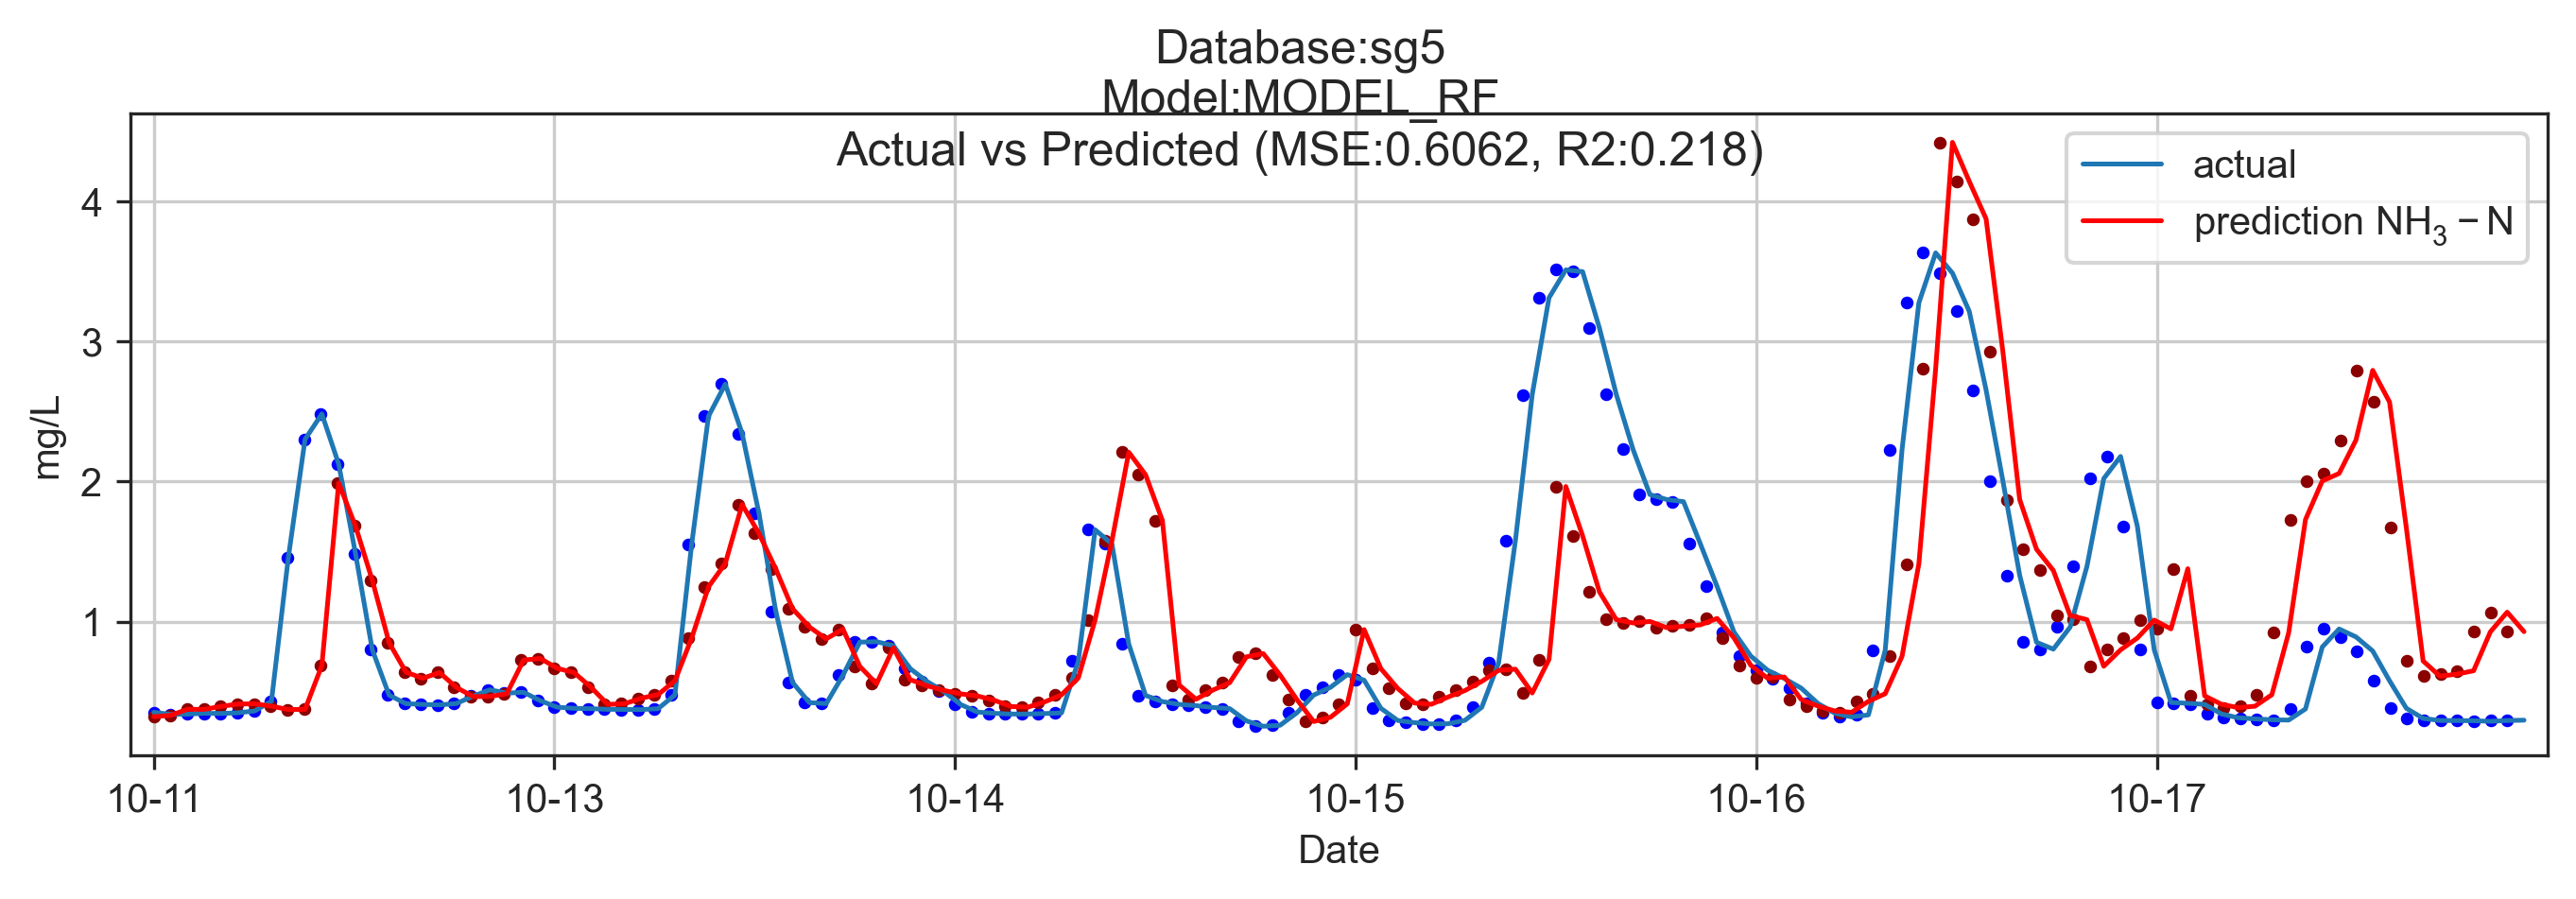 Database:sg5
Model:MODEL_RF
Actual vs Predicted (MSE:0.6062, R2:0.218)
actual
prediction NH₃ − N
4
3
2
1
mg/L
10-11 10-13 10-14 10-15 10-16 10-17
Date